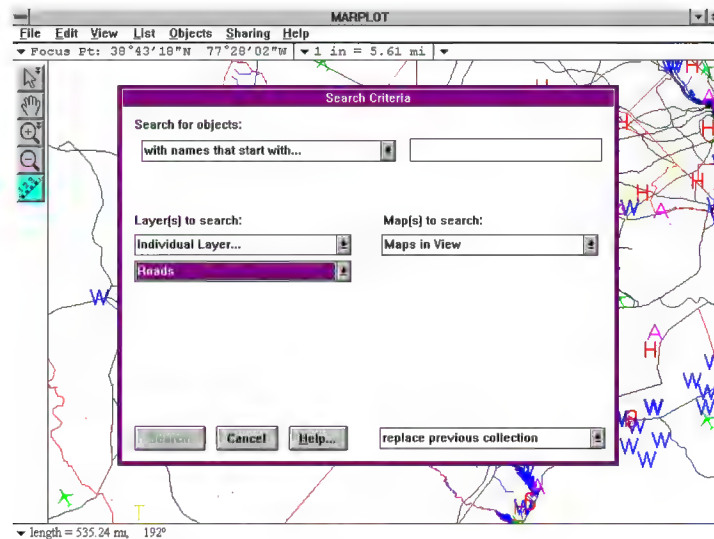 MARPLOT
File Edit View List Objects Sharing Help
Focus Pt: 38°43'18"N 77°28'02"W 1 in = 5.61 mi
Search Criteria
Search for objects:
with names that start with...
Layer(s) to search: Map(s) to search:
Individual Layer... Maps in View
Roads
Search Cancel Help... replace previous collection
H
W
A
H
W
H
A
W
H
W
A
H
W
W
W
W
W
W
W
W
W
T
A
length = 535.24 mi, 192°